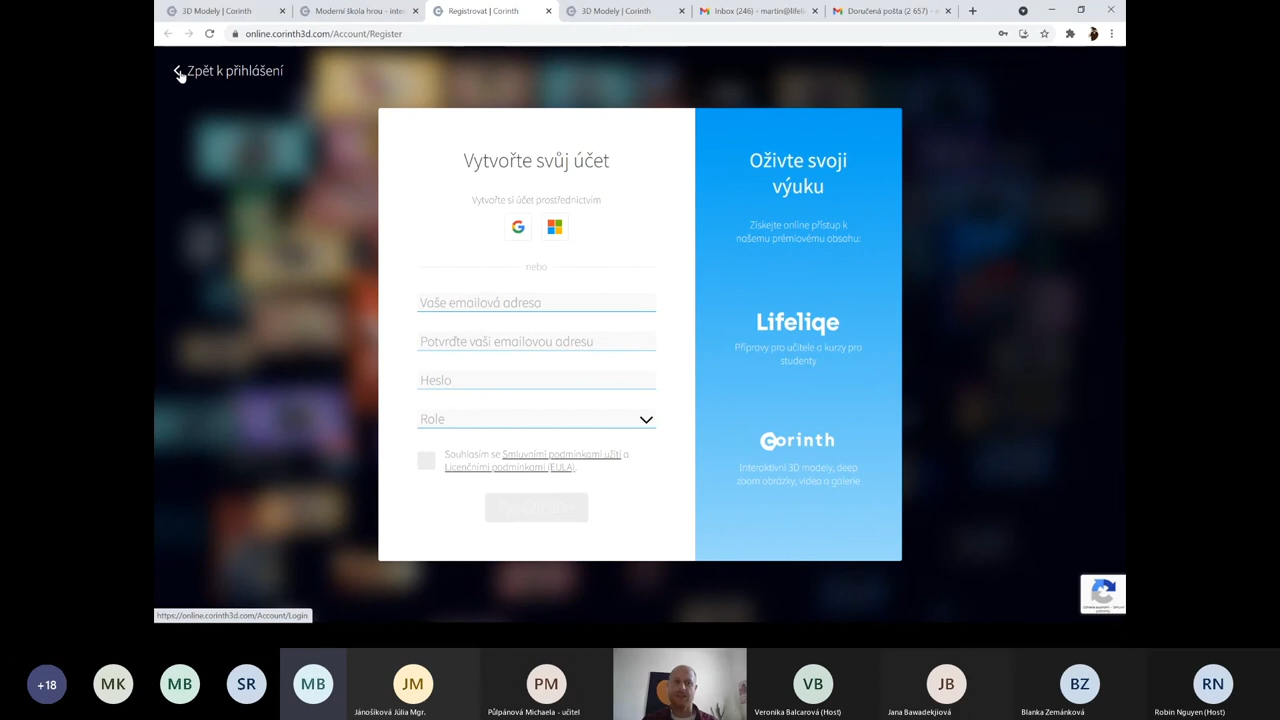 3D Modely | Corinth
Moderní škola hrou - inte
Registrovat | Corinth
3D Modely | Corinth
Inbox (246) - martin@lifeli
Doručená pošta (2 657) -
online.corinth3d.com/Account/Register
Zpět k přihlášení
Vytvořte svůj účet
Vytvořte si účet prostřednictvím
nebo
Vaše emailová adresa
Potvrďte vaši emailovou adresu
Heslo
Role
Souhlasím se Smluvními podmínkami užití a
Licenčními podmínkami (EULA).
Oživte svoji
výuku
Získejte online přístup k
našemu prémiovému obsahu:
Lifeliqe
Přípravy pro učitele a kurzy pro
studenty
corinth
Interaktivní 3D modely, deep
zoom obrázky, videa a galerie
https://online.corinth3d.com/Account/Login
+18
MK
MB
SR
MB
JM
Jánošíková Júlia Mgr.
PM
Půlpánová Michaela - učitel
VB
Veronika Balcarová (Host)
JB
Jana Bawadekjiová
BZ
Blanka Zemánková
RN
Robin Nguyen (Host)